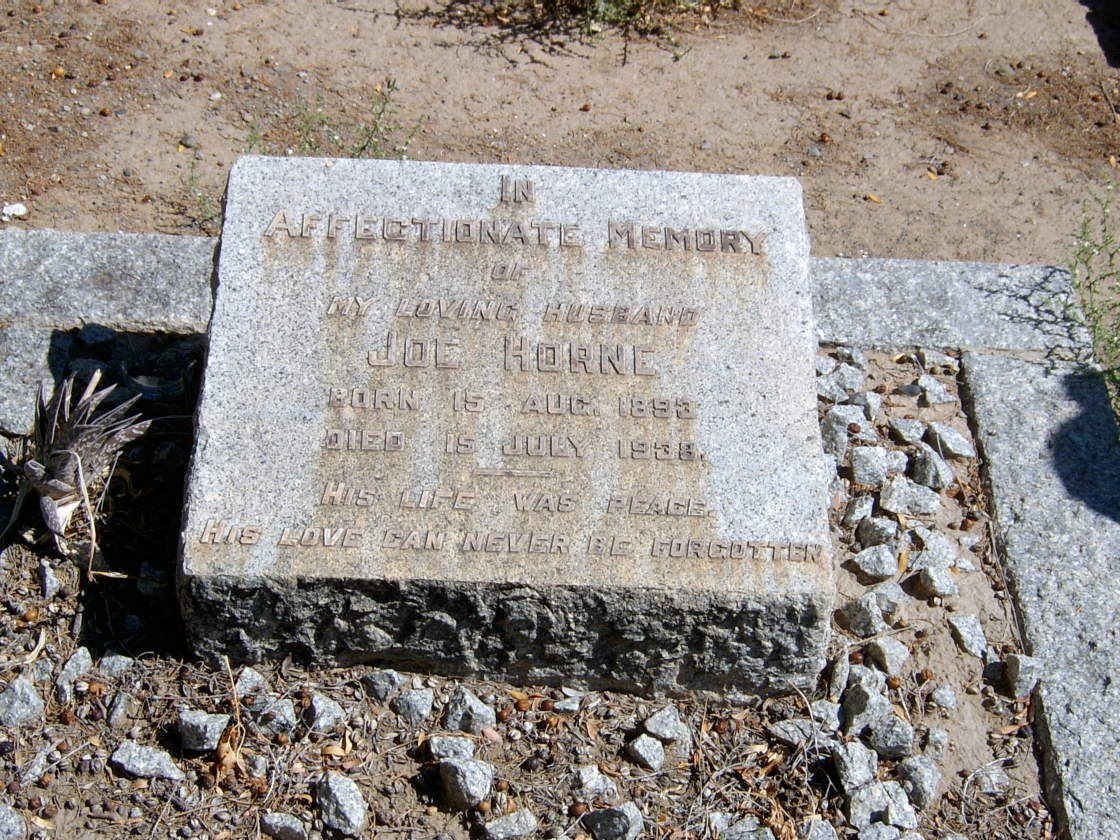 IN
AFFECTIONATE MEMORY
OF
MY LOVING HUSBAND
JOE HORNE
BORN 15 AUG. 1893
DIED 15 JULY 1938.
HIS LIFE WAS PEACE.
HIS LOVE CAN NEVER BE FORGOTTEN